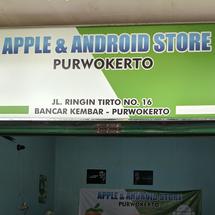 APPLE & ANDROID STORE
PURWOKERTO
JL. RINGIN TIRTO NO. 16
BANCAR KEMBAR - PURWOKERTO
APPLE & ANDROID STORE
PURWOKERTO